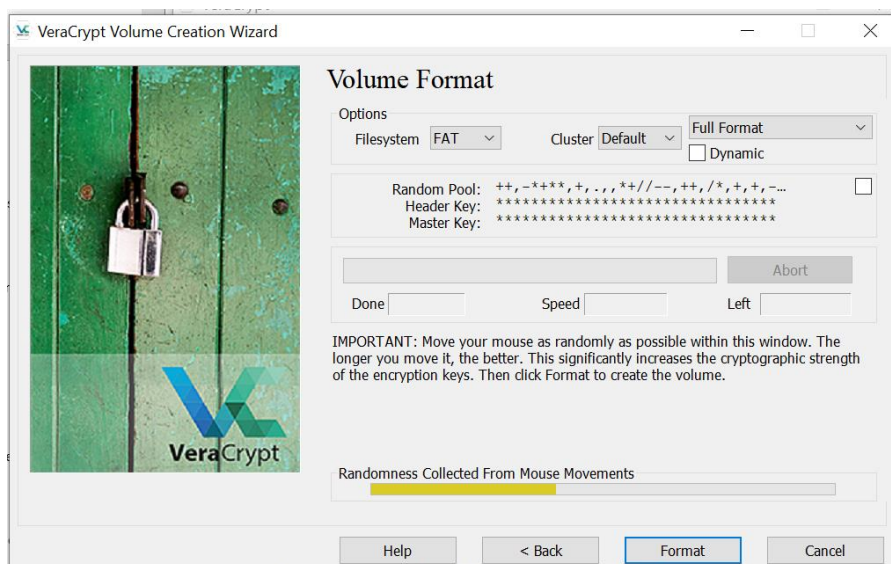 VeraCrypt Volume Creation Wizard
Volume Format
Options
Filesystem FAT Cluster Default Full Format
Dynamic
Random Pool: ++,-*+**,+,.,,*+//--,++,/*,+,+,-...
Header Key: ********************************
Master Key: ********************************
Abort
Done Speed Left
IMPORTANT: Move your mouse as randomly as possible within this window. The
longer you move it, the better. This significantly increases the cryptographic strength
of the encryption keys. Then click Format to create the volume.
VeraCrypt
Randomness Collected From Mouse Movements
Help < Back Format Cancel